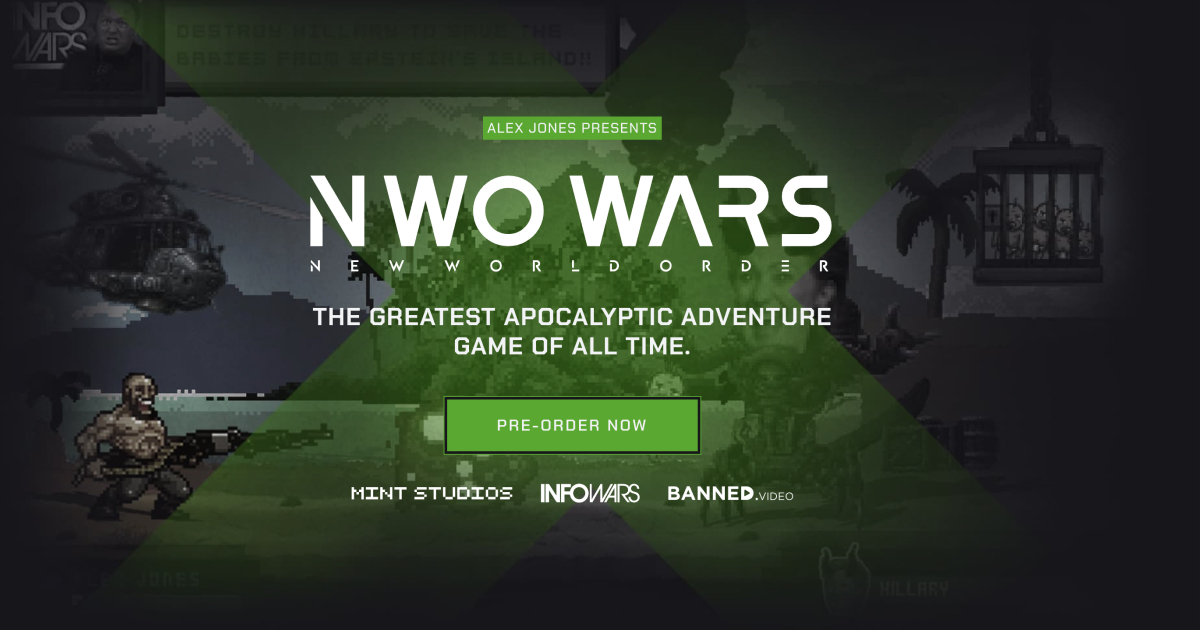 INFO
WARS
DESTROY HILLARY TO SAVE THE
BABIES FROM EPSTEIN'S ISLAND!!
ALEX JONES PRESENTS
NWO WARS
NEW WORLD ORDER
THE GREATEST APOCALYPTIC ADVENTURE
GAME OF ALL TIME.
PRE-ORDER NOW
MINT STUDIOS INFOWARS BANNED.VIDEO
ALEX JONES
HILLARY